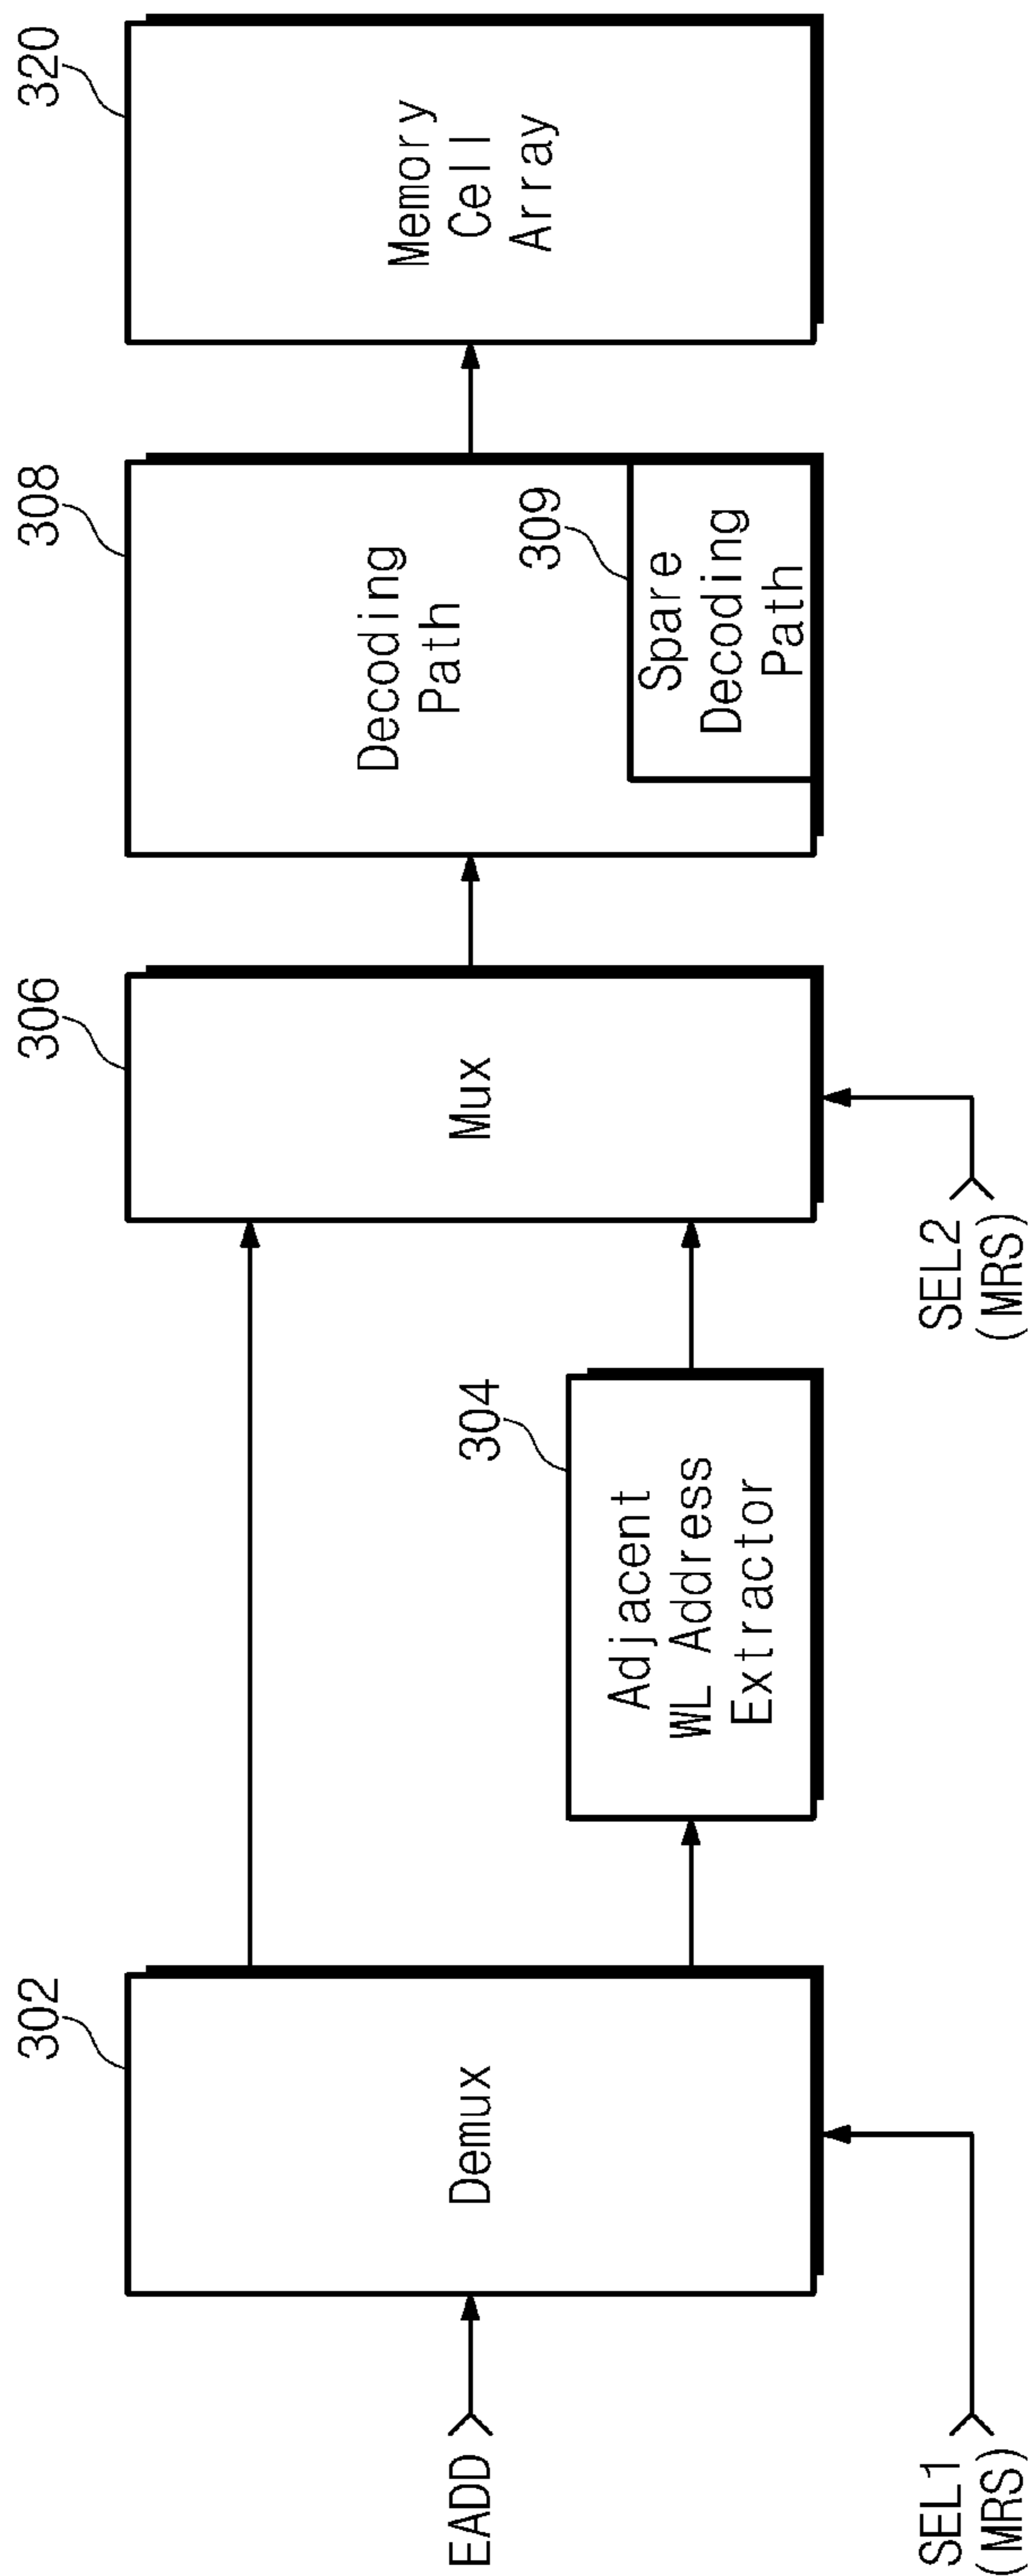 302
306
308
320
EADD
Demux
Mux
Decoding
Path
Memory
Cell
Array
304
309
Adjacent
WL Address
Extractor
Spare
Decoding
Path
SEL1
(MRS)
SEL2
(MRS)